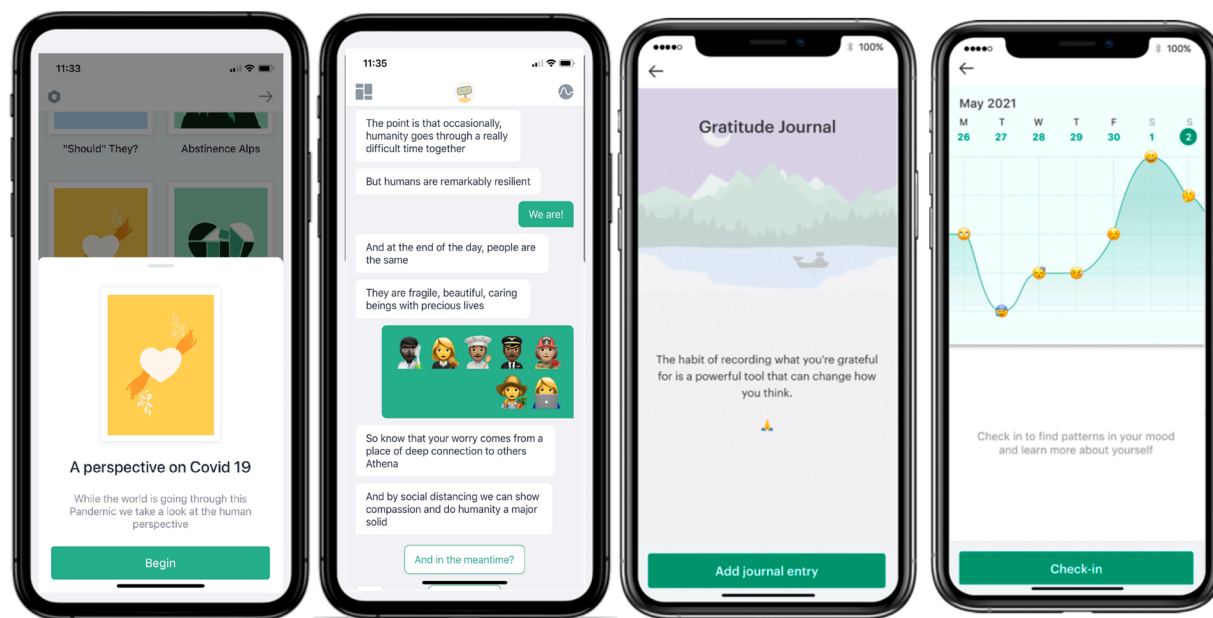 11:33
"Should" They?
Abstinence Alps
A perspective on Covid 19
While the world is going through this
Pandemic we take a look at the human
perspective
Begin
11:35
The point is that occasionally,
humanity goes through a really
difficult time together
But humans are remarkably resilient
We are!
And at the end of the day, people are
the same
They are fragile, beautiful, caring
beings with precious lives
So know that your worry comes from a
place of deep connection to others
Athena
And by social distancing we can show
compassion and do humanity a major
solid
And in the meantime?
100%
Gratitude Journal
The habit of recording what you're grateful
for is a powerful tool that can change how
you think.
Add journal entry
100%
May 2021
M T W T F S S
26 27 28 29 30 1 2
Check in to find patterns in your mood
and learn more about yourself
Check-in